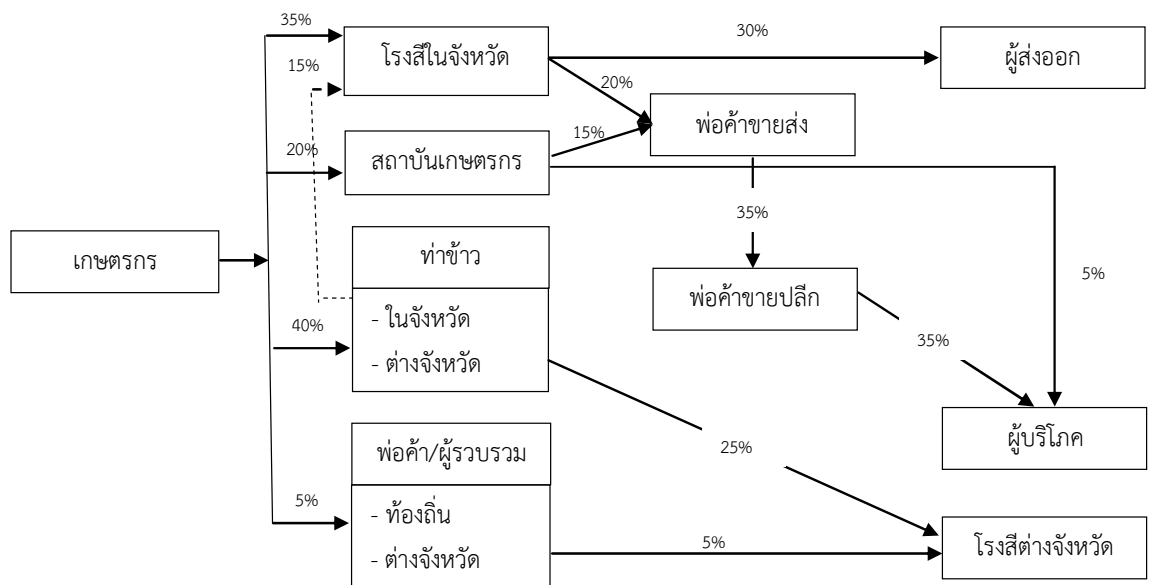 35%
โรงสีในจังหวัด
30%
ผู้ส่งออก
15%
20%
พ่อค้าขายส่ง
15%
20%
สถาบันเกษตรกร
35%
ท่าข้าว
เกษตรกร
พ่อค้าขายปลีก
5%
- ในจังหวัด
40%
- ต่างจังหวัด
35%
ผู้บริโภค
พ่อค้า/ผู้รวบรวม
25%
5%
- ท้องถิ่น
- ต่างจังหวัด
5%
โรงสีต่างจังหวัด